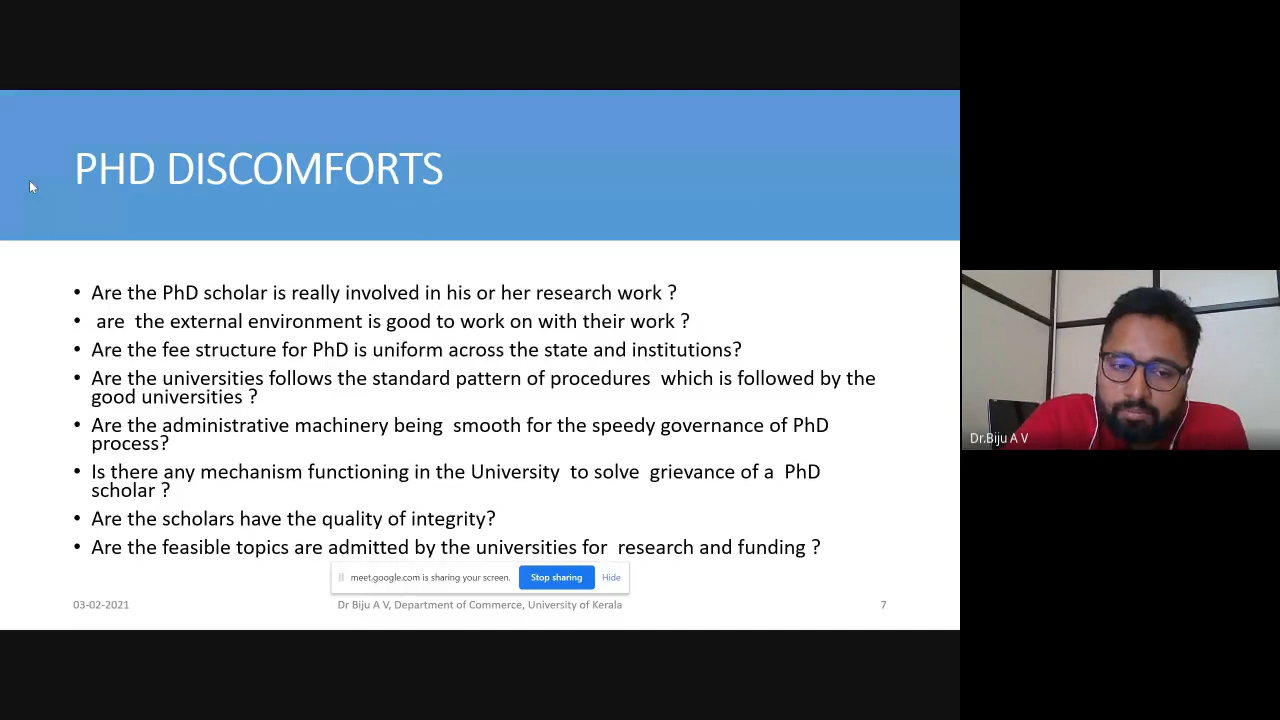 PHD DISCOMFORTS
• Are the PhD scholar is really involved in his or her research work ?
• are the external environment is good to work on with their work ?
• Are the fee structure for PhD is uniform across the state and institutions?
• Are the universities follows the standard pattern of procedures which is followed by the
good universities ?
• Are the administrative machinery being smooth for the speedy governance of PhD
process?
• Is there any mechanism functioning in the University to solve grievance of a PhD
scholar ?
• Are the scholars have the quality of integrity?
• Are the feasible topics are admitted by the universities for research and funding ?
meet.google.com is sharing your screen. Stop sharing Hide
03-02-2021 Dr Biju A V, Department of Commerce, University of Kerala 7
Dr.Biju A V